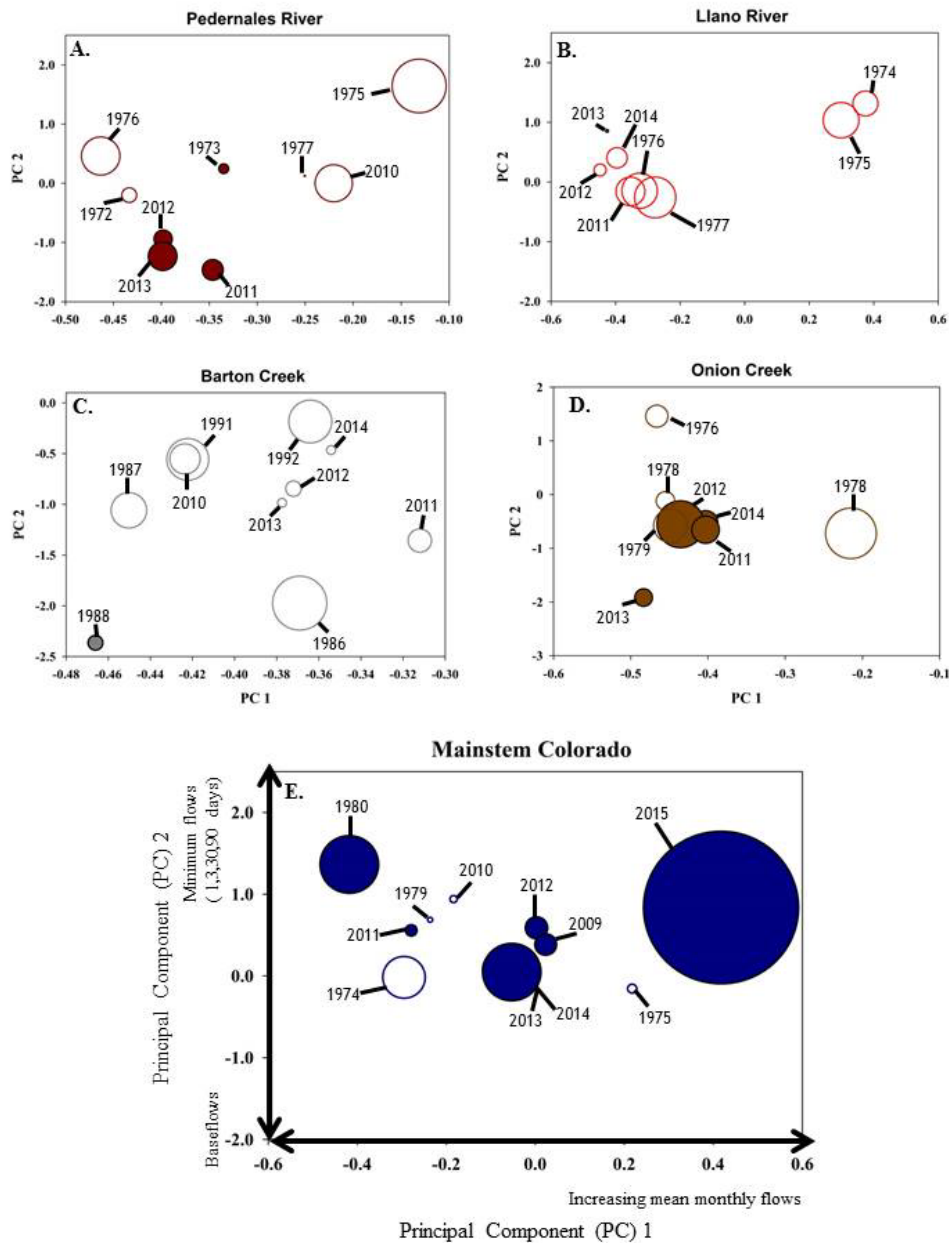 Pedernales River
A.
PC 2
2.0
1.0
0.0
-1.0
-2.0
1975
1976
1973
1977
2010
1972
2012
2013
2011
-0.50 -0.45 -0.40 -0.35 -0.30 -0.25 -0.20 -0.15 -0.10
Llano River
B.
PC 2
2.0
1.0
0.0
-1.0
-2.0
1974
2013
2014
1976
1975
2012
2011
1977
-0.6 -0.4 -0.2 0.0 0.2 0.4 0.6
Barton Creek
C.
PC 2
0.0
-0.5
-1.0
-1.5
-2.0
-2.5
1991
2014
1992
1987
2010
2012
2013
2011
1988
1986
-0.48 -0.46 -0.44 -0.42 -0.40 -0.38 -0.36 -0.34 -0.32 -0.30
PC 1
Onion Creek
D.
PC 2
2
1
0
-1
-2
-3
1976
1978
2012
1978
2014
1979
2011
2013
-0.6 -0.5 -0.4 -0.3 -0.2 -0.1
PC 1
Mainstem Colorado
E.
Principal Component (PC) 2
Minimum flows
( 1,3,30,90 days)
Baseflows
2.0
1.0
0.0
-1.0
-2.0
1980
2015
2010
1979
2012
2011
2009
1974
2013
2014
1975
-0.6 -0.4 -0.2 0.0 0.2 0.4 0.6
Increasing mean monthly flows
Principal Component (PC) 1